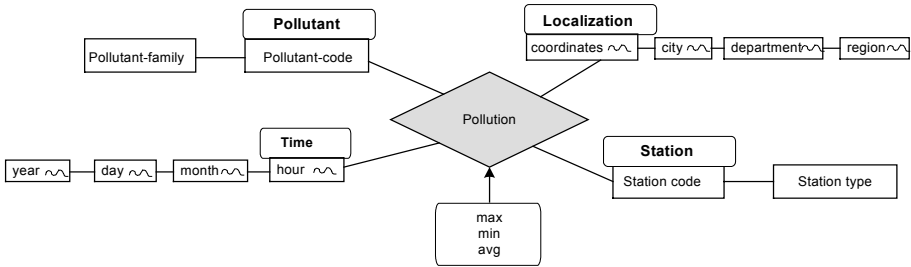 Pollutant
Localization
Pollutant-family
Pollutant-code
coordinates
city
department
region
Pollution
Time
Station
year
day
month
hour
Station code
Station type
max
min
avg